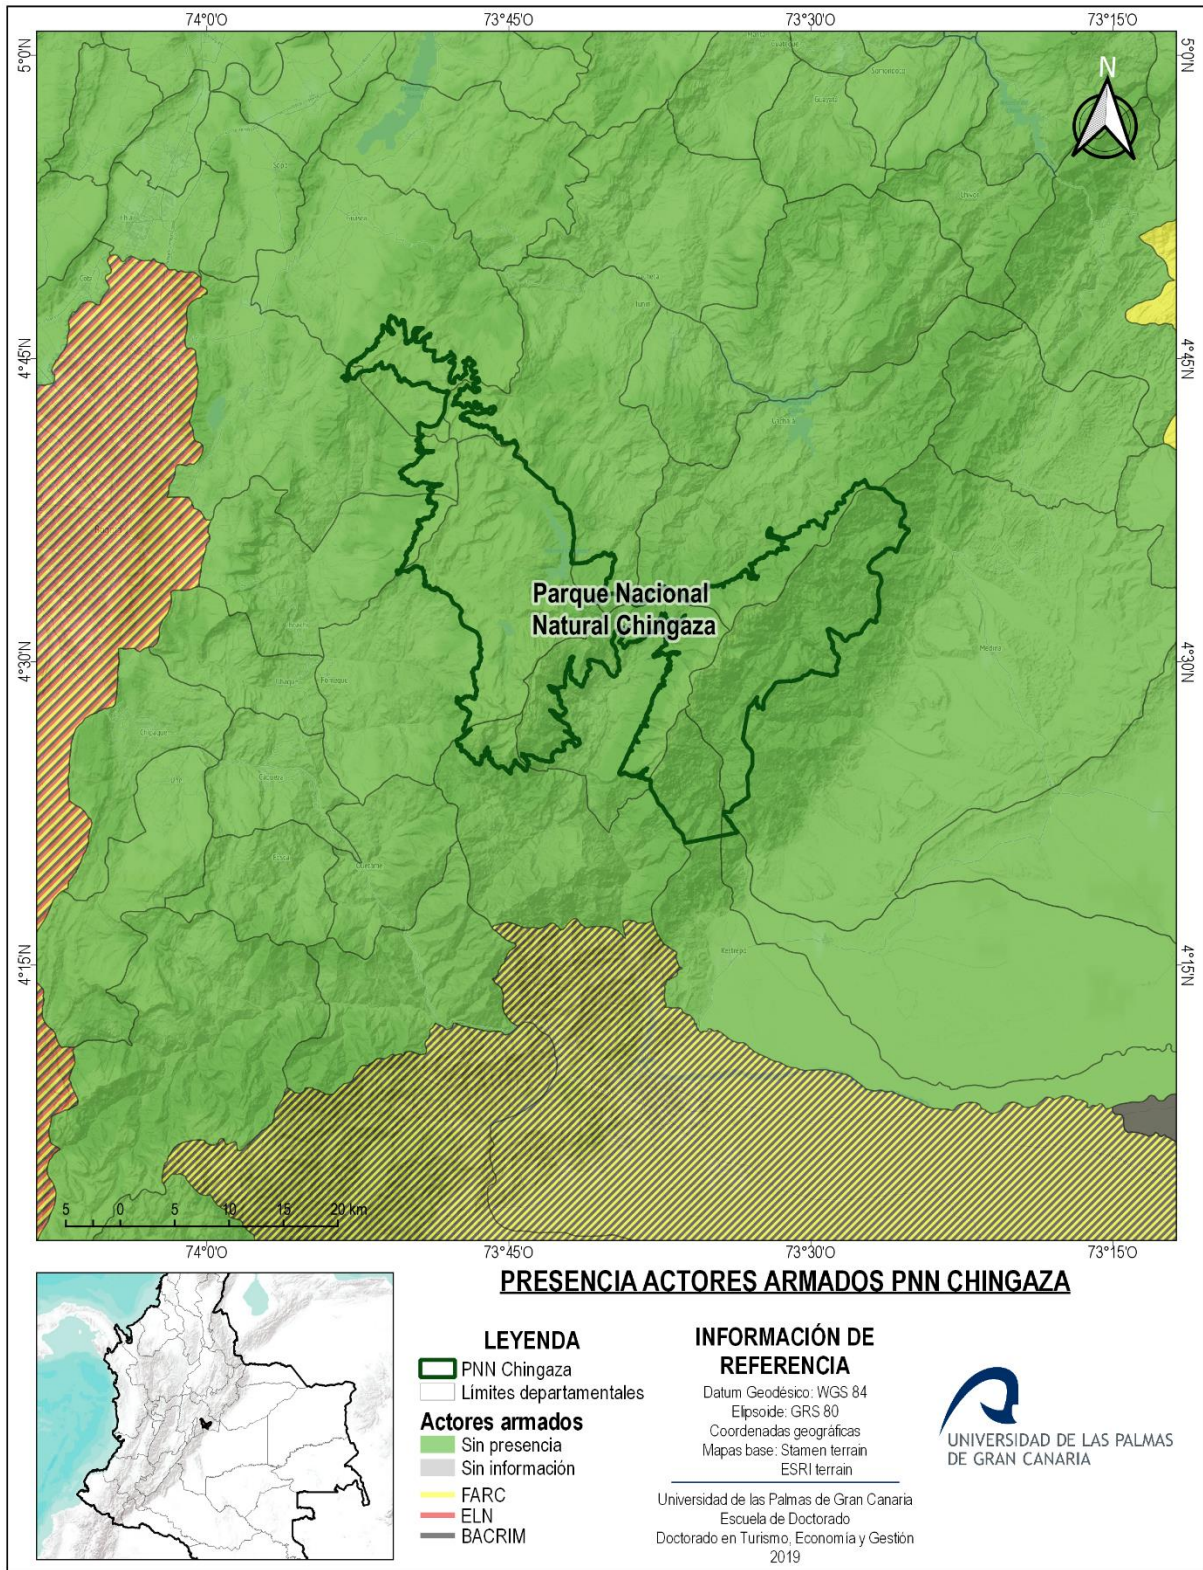 74°0'O 73°45'O 73°30'O 73°15'O
5°0'N 5°0'N
N
4°45'N 4°45'N
Parque Nacional
Natural Chingaza
4°30'N 4°30'N
Medina
Chipaque
Restrepo
4°15'N 4°15'N
5 0 5 10 15 20 km
74°0'O 73°45'O 73°30'O 73°15'O
PRESENCIA ACTORES ARMADOS PNN CHINGAZA
LEYENDA
PNN Chingaza
Límites departamentales
Actores armados
Sin presencia
Sin información
FARC
ELN
BACRIM
INFORMACIÓN DE
REFERENCIA
Datum Geodésico: WGS 84
Elipsoide: GRS 80
Coordenadas geográficas
Mapas base: Stamen terrain
ESRI terrain
Universidad de las Palmas de Gran Canaria
Escuela de Doctorado
Doctorado en Turismo, Economía y Gestión
2019
UNIVERSIDAD DE LAS PALMAS
DE GRAN CANARIA